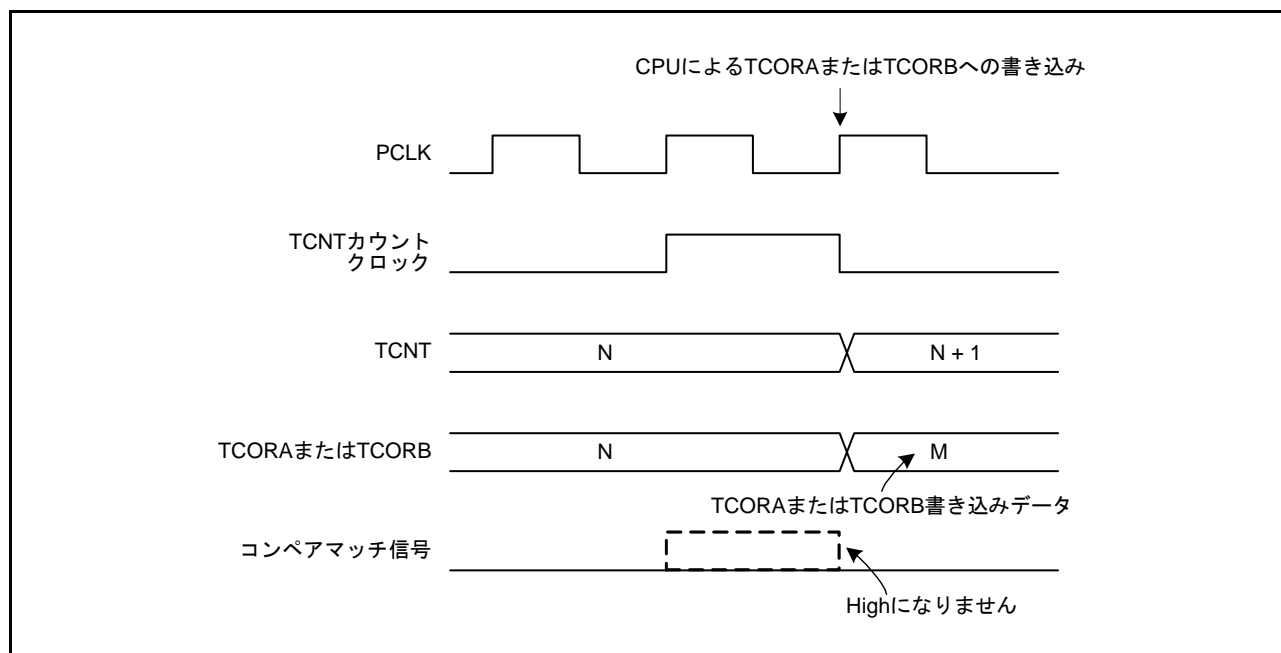 CPUによるTCORAまたはTCORBへの書き込み
PCLK
TCNTカウント
クロック
TCNT
N
N + 1
TCORAまたはTCORB
N
M
TCORAまたはTCORB書き込みデータ
コンペアマッチ信号
Highになりません